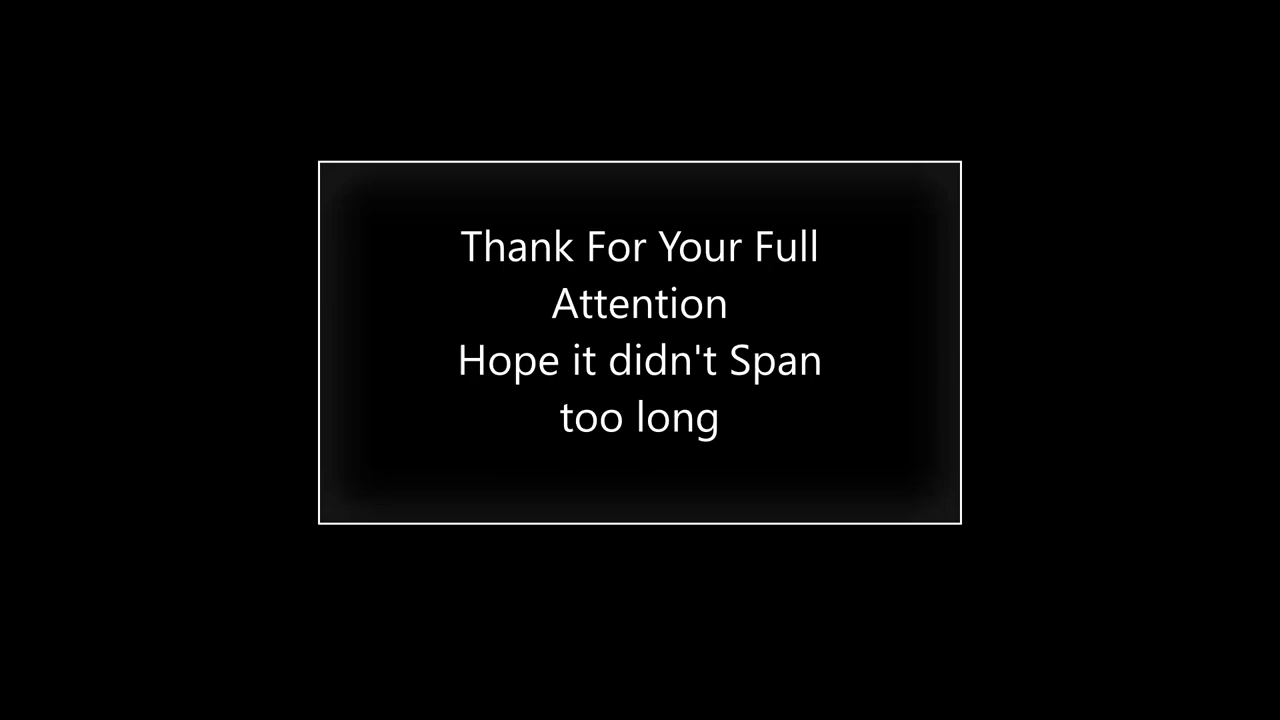 Thank For Your Full
Attention
Hope it didn't Span
too long